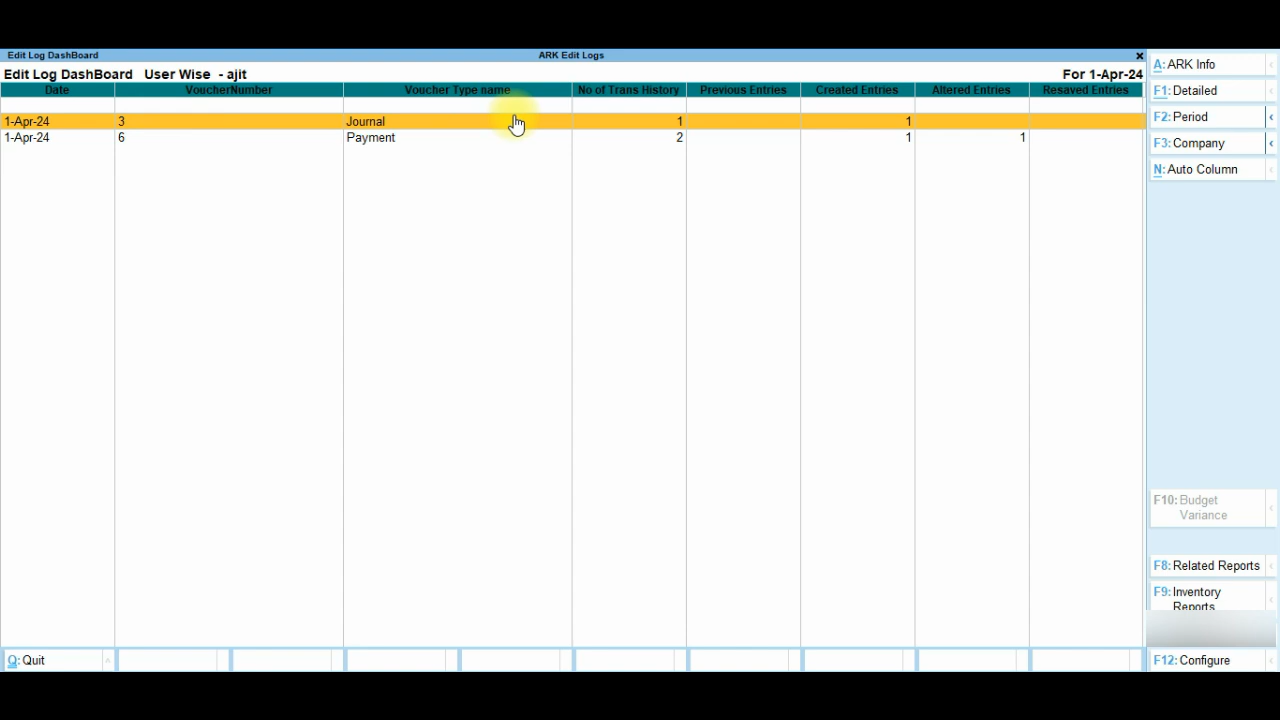 Edit Log DashBoard ARK Edit Logs
Edit Log DashBoard User Wise - ajit For 1-Apr-24
Date VoucherNumber Voucher Type name No of Trans History Previous Entries Created Entries Altered Entries Resaved Entries
1-Apr-24 3 Journal 1 1
1-Apr-24 6 Payment 2 1 1
A: ARK Info
F1: Detailed
F2: Period
F3: Company
N: Auto Column
F10: Budget
Variance
F8: Related Reports
F9: Inventory
Reports
Q: Quit
F12: Configure